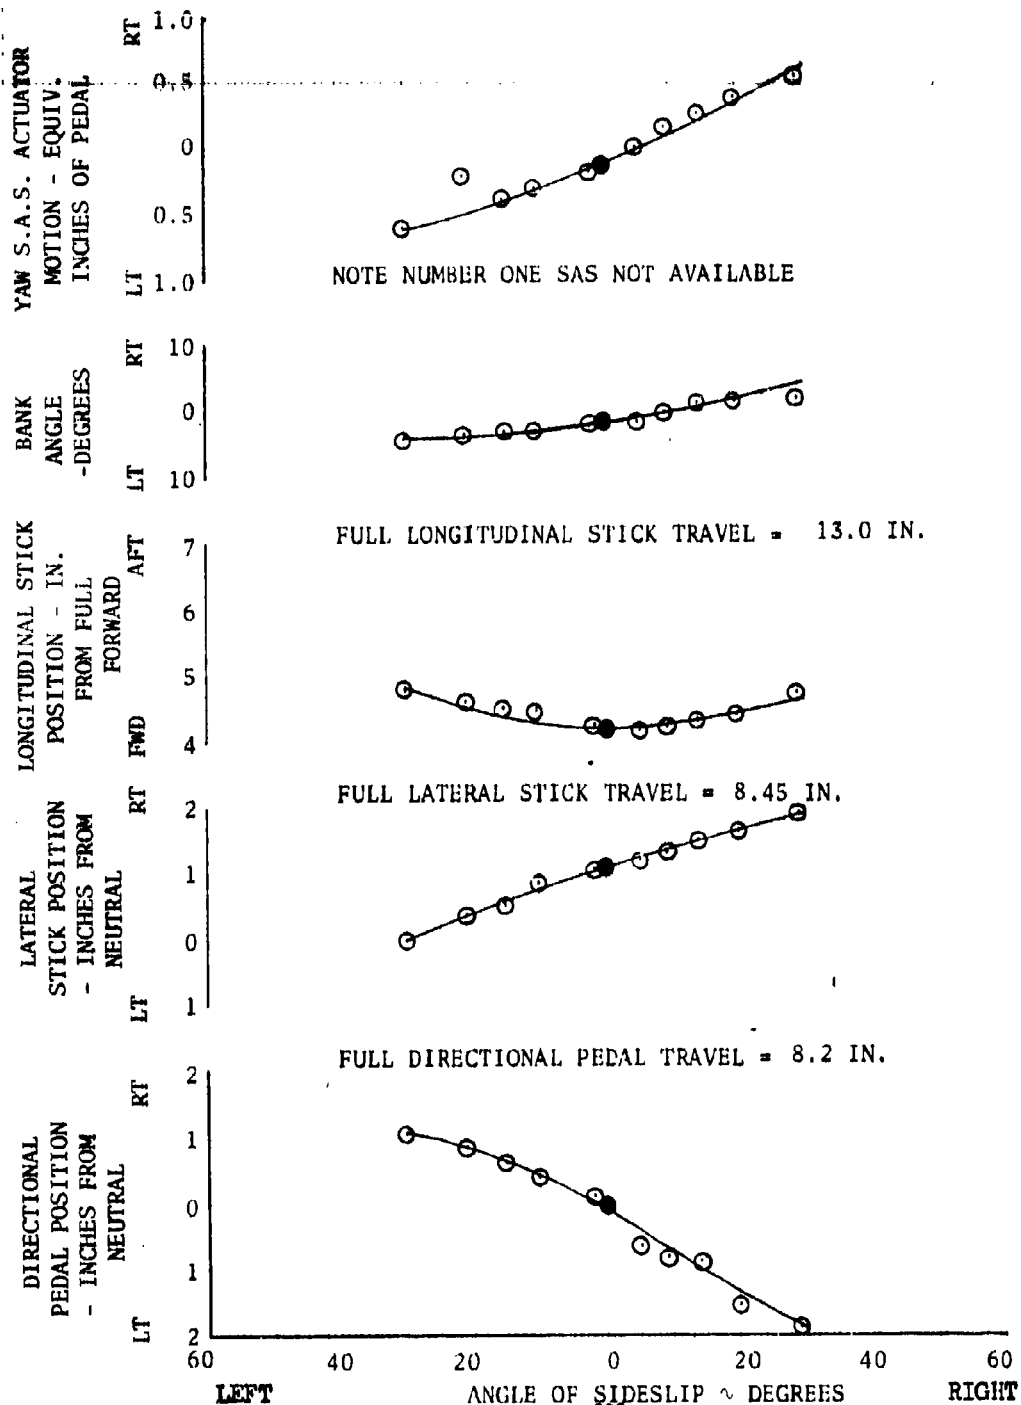 YAW S.A.S. ACTUATOR
MOTION - EQUIV.
INCHES OF PEDAL
RT
LT
1.0
0.5
0
0.5
1.0
NOTE NUMBER ONE SAS NOT AVAILABLE
BANK
ANGLE
-DEGREES
RT
LT
10
0
10
FULL LONGITUDINAL STICK TRAVEL = 13.0 IN.
LONGITUDINAL STICK
POSITION - IN.
FROM FULL
FORWARD
AFT
FWD
7
6
5
4
FULL LATERAL STICK TRAVEL = 8.45 IN.
LATERAL
STICK POSITION
- INCHES FROM
NEUTRAL
RT
LT
2
1
0
1
FULL DIRECTIONAL PEDAL TRAVEL = 8.2 IN.
DIRECTIONAL
PEDAL POSITION
- INCHES FROM
NEUTRAL
RT
LT
2
1
0
1
2
60 40 20 0 20 40 60
LEFT ANGLE OF SIDESLIP ~ DEGREES RIGHT